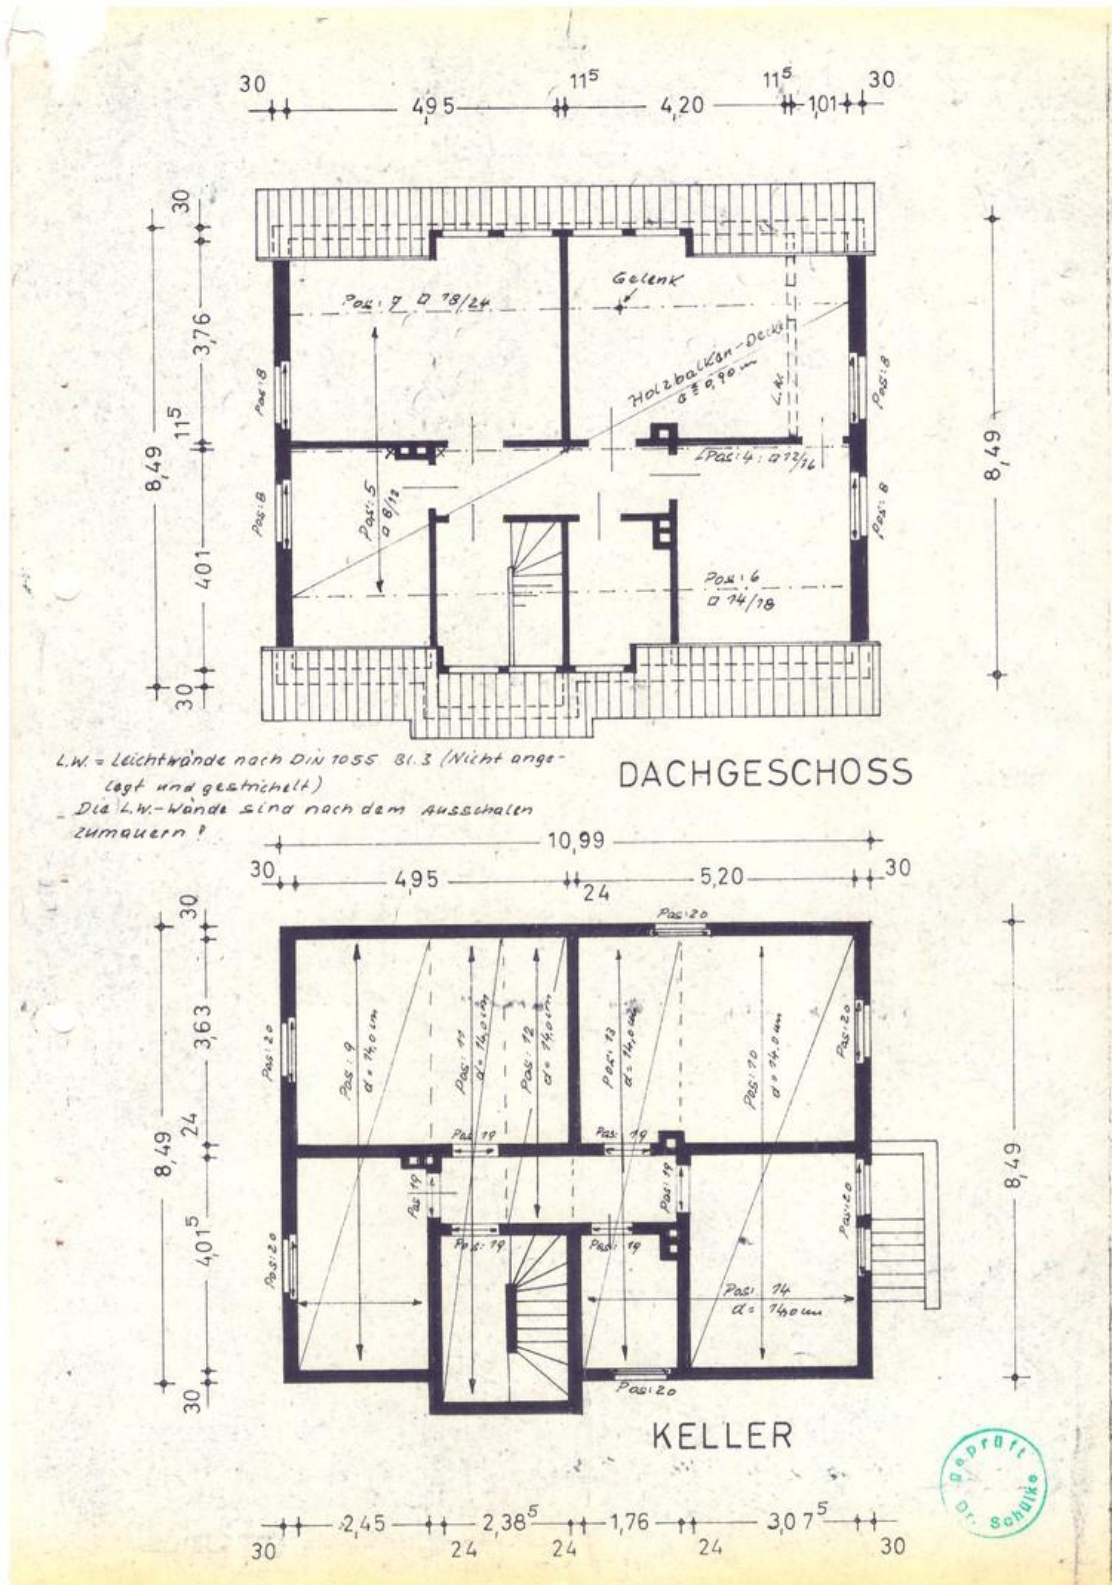 30 4,95 11⁵ 4,20 11⁵ 1,01 30
30
3,76
11⁵
8,49
4,01
30
8,49
Gelenk
Pos: 7 ▢ 18/24
Holzbalken-Decke
a ≦ 0,90 m
L.W.
Pos: 8
Pos: 8
Pos: 8
Pos: 8
Pos: 4: ▢ 12/16
Pos: 5
▢ 8/12
Pos: 6
▢ 14/18
L.W. = Leichtwände nach DIN 1055 Bl. 3 (Nicht ange-
legt und gestrichelt)
Die L.W.-Wände sind nach dem Ausschalen
zumauern !
DACHGESCHOSS
10,99
30 4,95 24 5,20 30
30
3,63
24
8,49
4,01⁵
30
8,49
Pos: 20
Pos: 20
Pos: 9
d = 14,0 cm
Pos: 11
d = 14,0 cm
Pos: 12
d = 14,0 cm
Pos: 13
d = 14,0 cm
Pos: 10
d = 14,0 cm
Pos: 20
Pos: 19
Pos: 19
Pos: 19
Pos: 19
Pos: 20
Pos: 20
Pos: 19
Pos: 19
Pos: 14
d = 14,0 cm
Pos: 20
KELLER
geprüft
Dr. Schülke
30 2,45 24 2,38⁵ 24 1,76 24 3,07⁵ 30